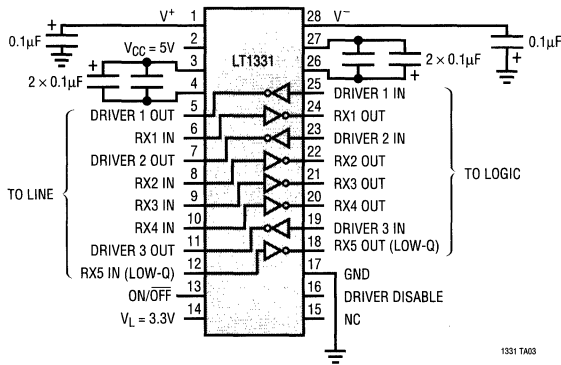 V+ 1 28 V−
0.1µF 0.1µF
VCC = 5V 2 27
LT1331
3 26
2 × 0.1µF 2 × 0.1µF
4 25 DRIVER 1 IN
DRIVER 1 OUT 5 24 RX1 OUT
RX1 IN 6 23 DRIVER 2 IN
DRIVER 2 OUT 7 22 RX2 OUT
RX2 IN 8 21 RX3 OUT
TO LINE TO LOGIC
RX3 IN 9 20 RX4 OUT
RX4 IN 10 19 DRIVER 3 IN
DRIVER 3 OUT 11 18 RX5 OUT (LOW-Q)
RX5 IN (LOW-Q) 12 17 GND
ON/OFF 13 16 DRIVER DISABLE
VL = 3.3V 14 15 NC
1331 TA03